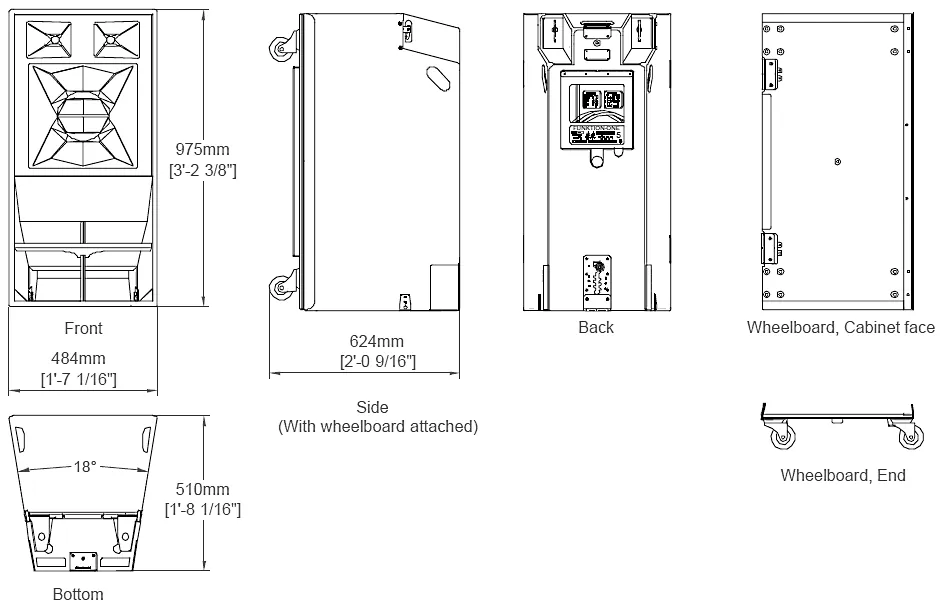 975mm
[3'-2 3/8"]
Front
484mm
[1'-7 1/16"]
624mm
[2'-0 9/16"]
Side
(With wheelboard attached)
FUNKTION-ONE
Back
Wheelboard, Cabinet face
Wheelboard, End
18°
510mm
[1'-8 1/16"]
Bottom